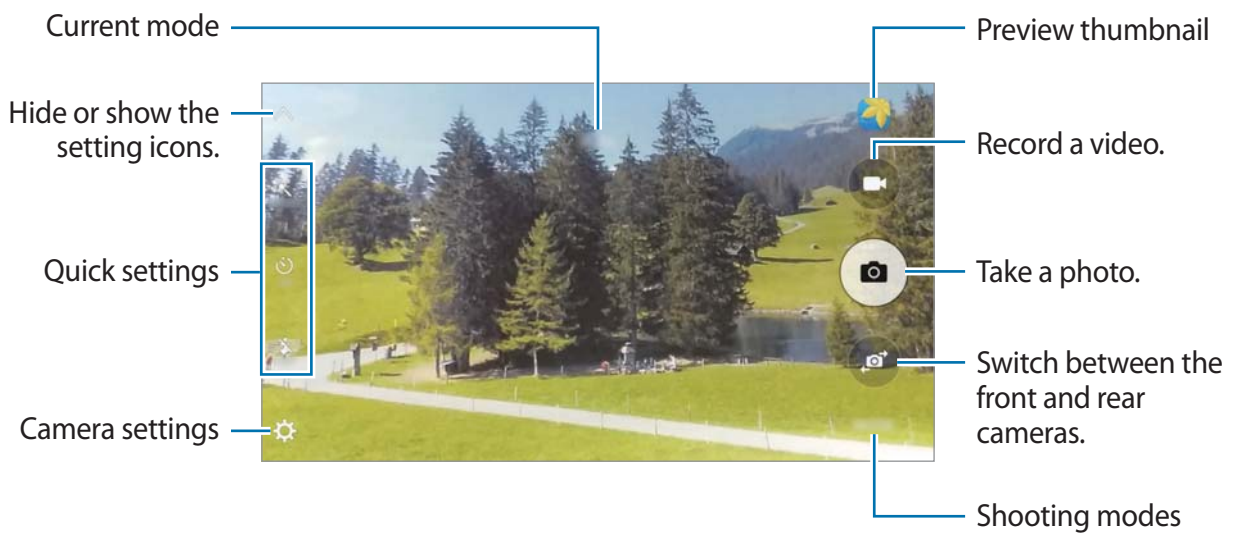 Current mode
Hide or show the
setting icons.
Quick settings
Camera settings
Preview thumbnail
Record a video.
Take a photo.
Switch between the
front and rear
cameras.
Shooting modes